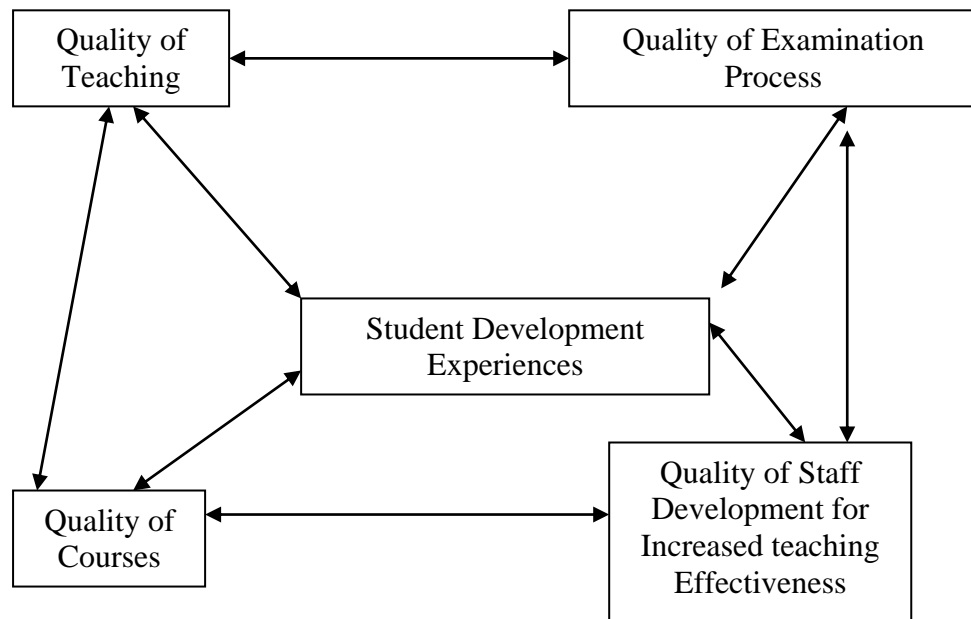 Quality of
Teaching
Quality of Examination
Process
Student Development
Experiences
Quality of
Courses
Quality of Staff
Development for
Increased teaching
Effectiveness